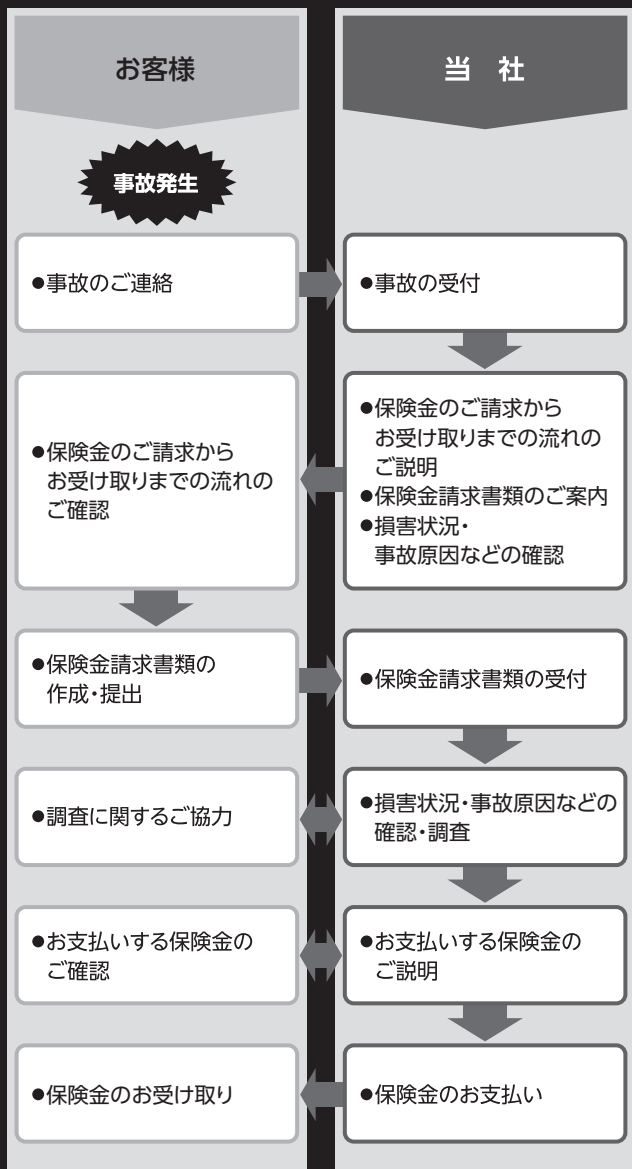 お客様
当 社
事故発生
●事故のご連絡
●事故の受付
●保険金のご請求から
お受け取りまでの流れの
ご説明
●保険金請求書類のご案内
●損害状況・
事故原因などの確認
●保険金のご請求から
お受け取りまでの流れの
ご確認
●保険金請求書類の
作成・提出
●保険金請求書類の受付
●調査に関するご協力
●損害状況・事故原因などの
確認・調査
●お支払いする保険金の
ご確認
●お支払いする保険金の
ご説明
●保険金のお受け取り
●保険金のお支払い